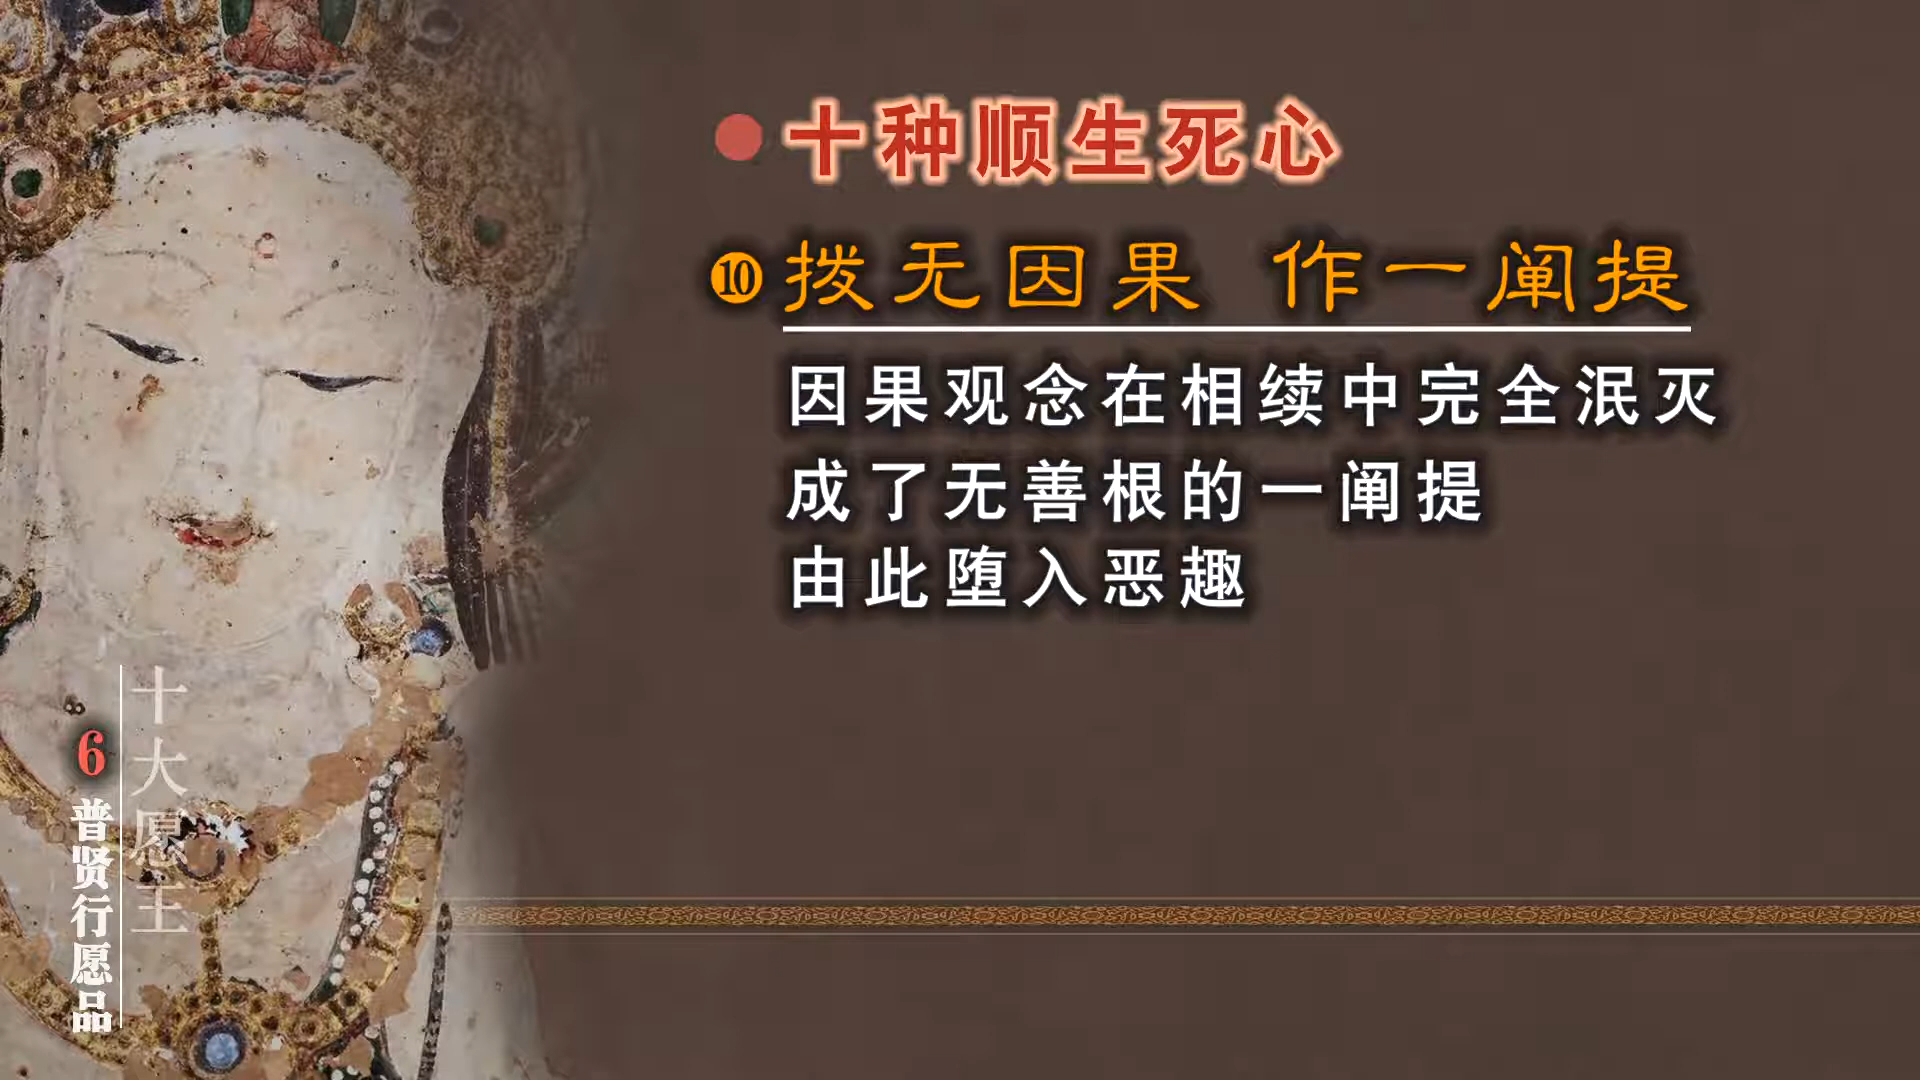 十种顺生死心
❿拨无因果 作一阐提
因果观念在相续中完全泯灭
成了无善根的一阐提
由此堕入恶趣
十大愿王
6 普贤行愿品